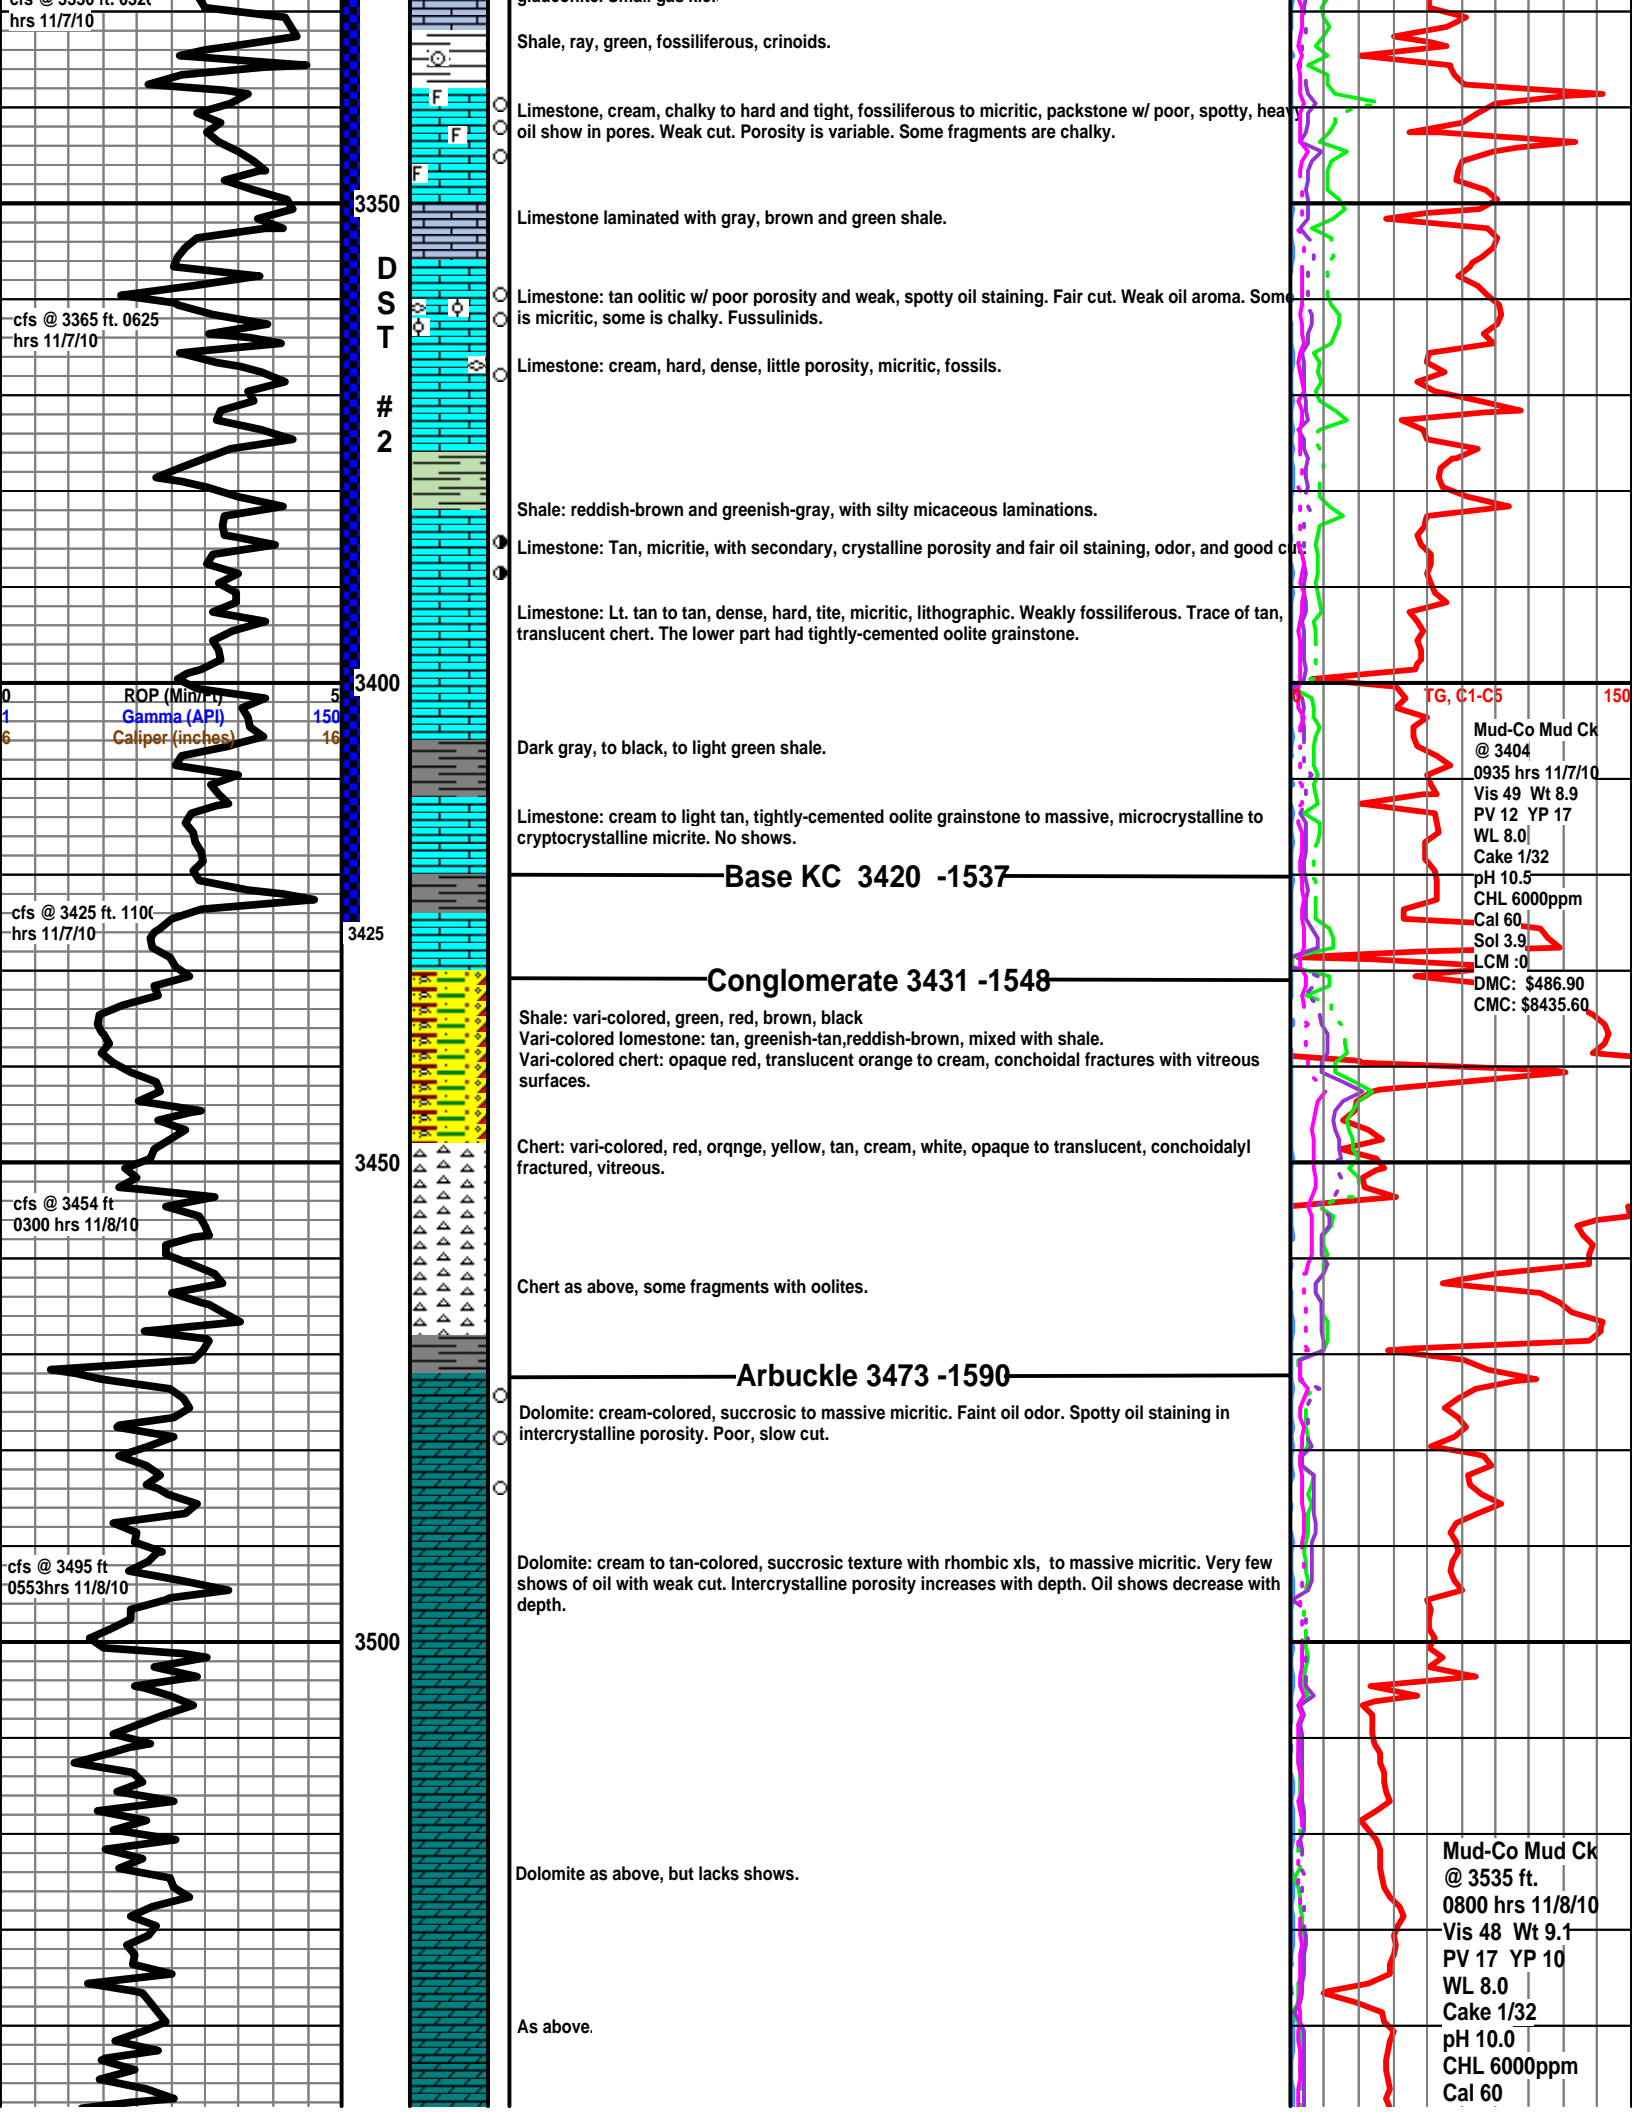 hrs 11/7/10
Shale, ray, green, fossiliferous, crinoids.
F
Limestone, cream, chalky to hard and tight, fossiliferous to micritic, packstone w/ poor, spotty, heavy
oil show in pores. Weak cut. Porosity is variable. Some fragments are chalky.
F
F
3350
Limestone laminated with gray, brown and green shale.
D
S
T
#
2
Limestone: tan oolitic w/ poor porosity and weak, spotty oil staining. Fair cut. Weak oil aroma. Some
is micritic, some is chalky. Fussulinids.
cfs @ 3365 ft. 0625
hrs 11/7/10
Limestone: cream, hard, dense, little porosity, micritic, fossils.
Shale: reddish-brown and greenish-gray, with silty micaceous laminations.
Limestone: Tan, micritie, with secondary, crystalline porosity and fair oil staining, odor, and good
Limestone: Lt. tan to tan, dense, hard, tite, micritic, lithographic. Weakly fossiliferous. Trace of tan,
translucent chert. The lower part had tightly-cemented oolite grainstone.
3400
0 ROP (Min/Ft) 5
1 Gamma (API) 150
6 Caliper (inches) 16
0 TG, C1-C5 150
Mud-Co Mud Ck
@ 3404
0935 hrs 11/7/10
Vis 49 Wt 8.9
PV 12 YP 17
WL 8.0
Cake 1/32
pH 10.5
CHL 6000ppm
Cal 60
Sol 3.9
LCM :0
DMC: $486.90
CMC: $8435.60
Dark gray, to black, to light green shale.
Limestone: cream to light tan, tightly-cemented oolite grainstone to massive, microcrystalline to
cryptocrystalline micrite. No shows.
Base KC 3420 -1537
cfs @ 3425 ft. 1100
hrs 11/7/10
3425
Conglomerate 3431 -1548
Shale: vari-colored, green, red, brown, black
Vari-colored lomestone: tan, greenish-tan,reddish-brown, mixed with shale.
Vari-colored chert: opaque red, translucent orange to cream, conchoidal fractures with vitreous
surfaces.
Chert: vari-colored, red, orqnge, yellow, tan, cream, white, opaque to translucent, conchoidalyl
fractured, vitreous.
3450
cfs @ 3454 ft
0300 hrs 11/8/10
Chert as above, some fragments with oolites.
Arbuckle 3473 -1590
Dolomite: cream-colored, succrosic to massive micritic. Faint oil odor. Spotty oil staining in
intercrystalline porosity. Poor, slow cut.
cfs @ 3495 ft
0553hrs 11/8/10
Dolomite: cream to tan-colored, succrosic texture with rhombic xls, to massive micritic. Very few
shows of oil with weak cut. Intercrystalline porosity increases with depth. Oil shows decrease with
depth.
3500
Dolomite as above, but lacks shows.
Mud-Co Mud Ck
@ 3535 ft.
0800 hrs 11/8/10
Vis 48 Wt 9.1
PV 17 YP 10
WL 8.0
Cake 1/32
pH 10.0
CHL 6000ppm
Cal 60
As above.